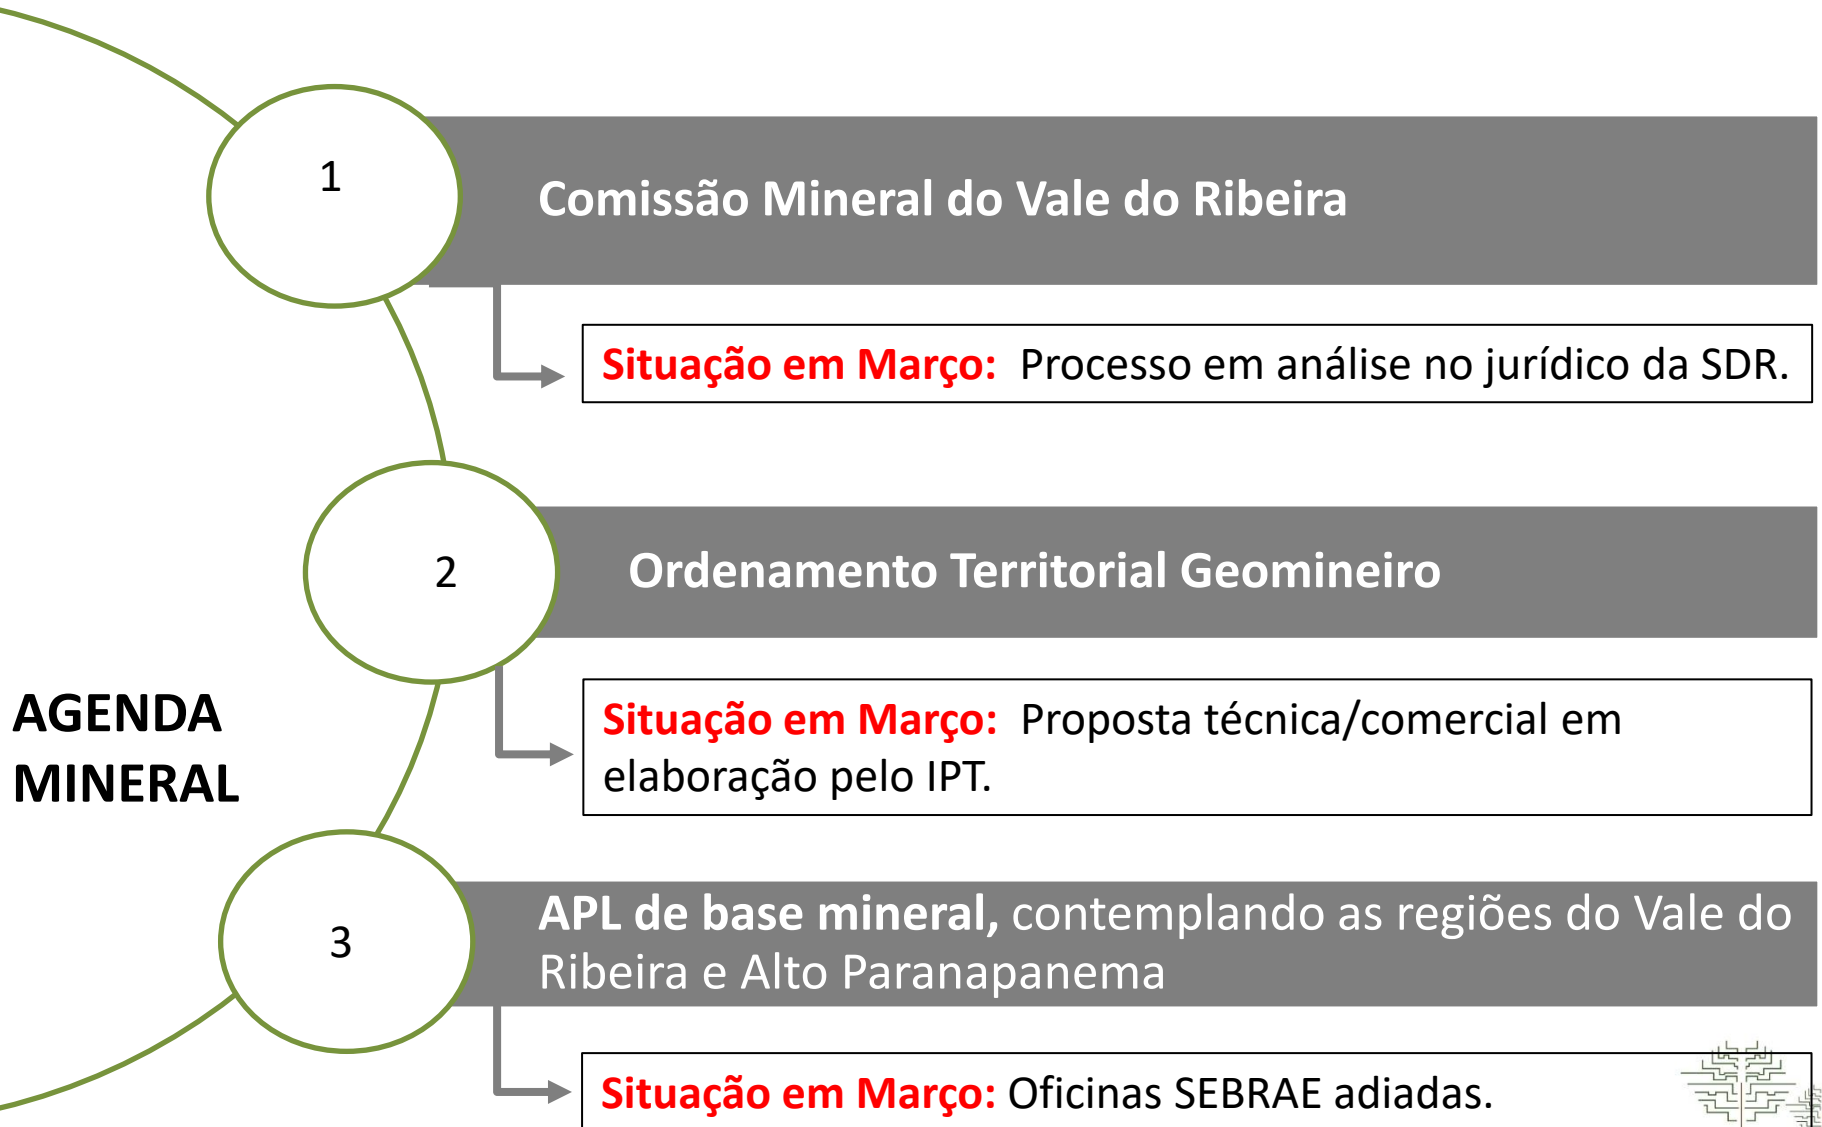 1
Comissão Mineral do Vale do Ribeira
Situação em Março: Processo em análise no jurídico da SDR.
2
Ordenamento Territorial Geomineiro
Situação em Março: Proposta técnica/comercial em
elaboração pelo IPT.
AGENDA
MINERAL
3
APL de base mineral, contemplando as regiões do Vale do
Ribeira e Alto Paranapanema
Situação em Março: Oficinas SEBRAE adiadas.